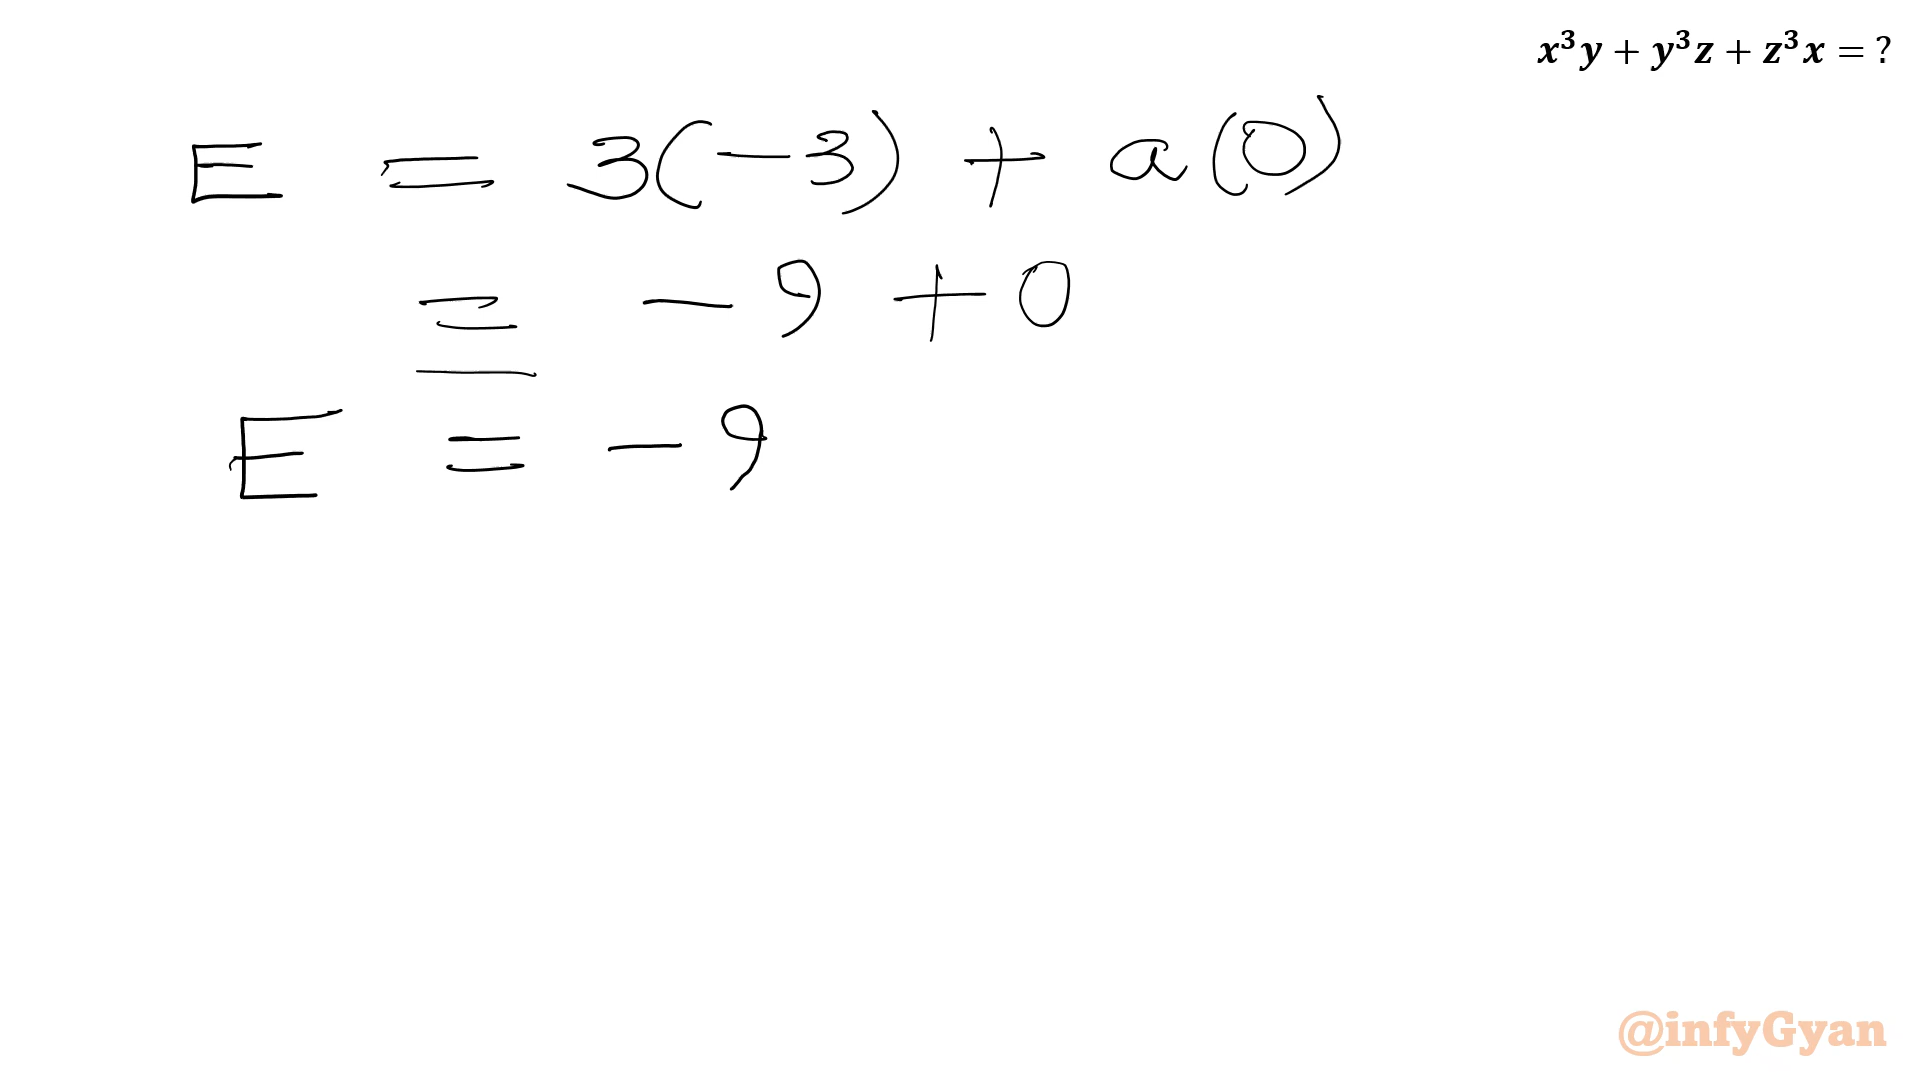 x³y + y³z + z³x = ?
E = 3(-3) + a(0)
= -9 + 0
E = -9
@infyGyan